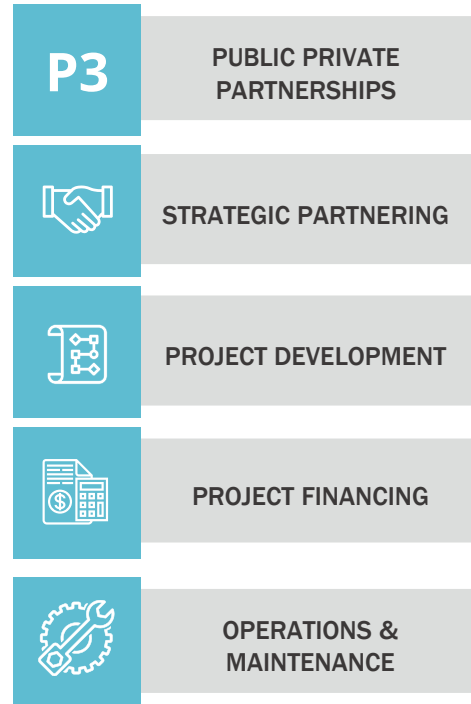 P3
PUBLIC PRIVATE
PARTNERSHIPS
STRATEGIC PARTNERING
PROJECT DEVELOPMENT
$
PROJECT FINANCING
OPERATIONS &
MAINTENANCE